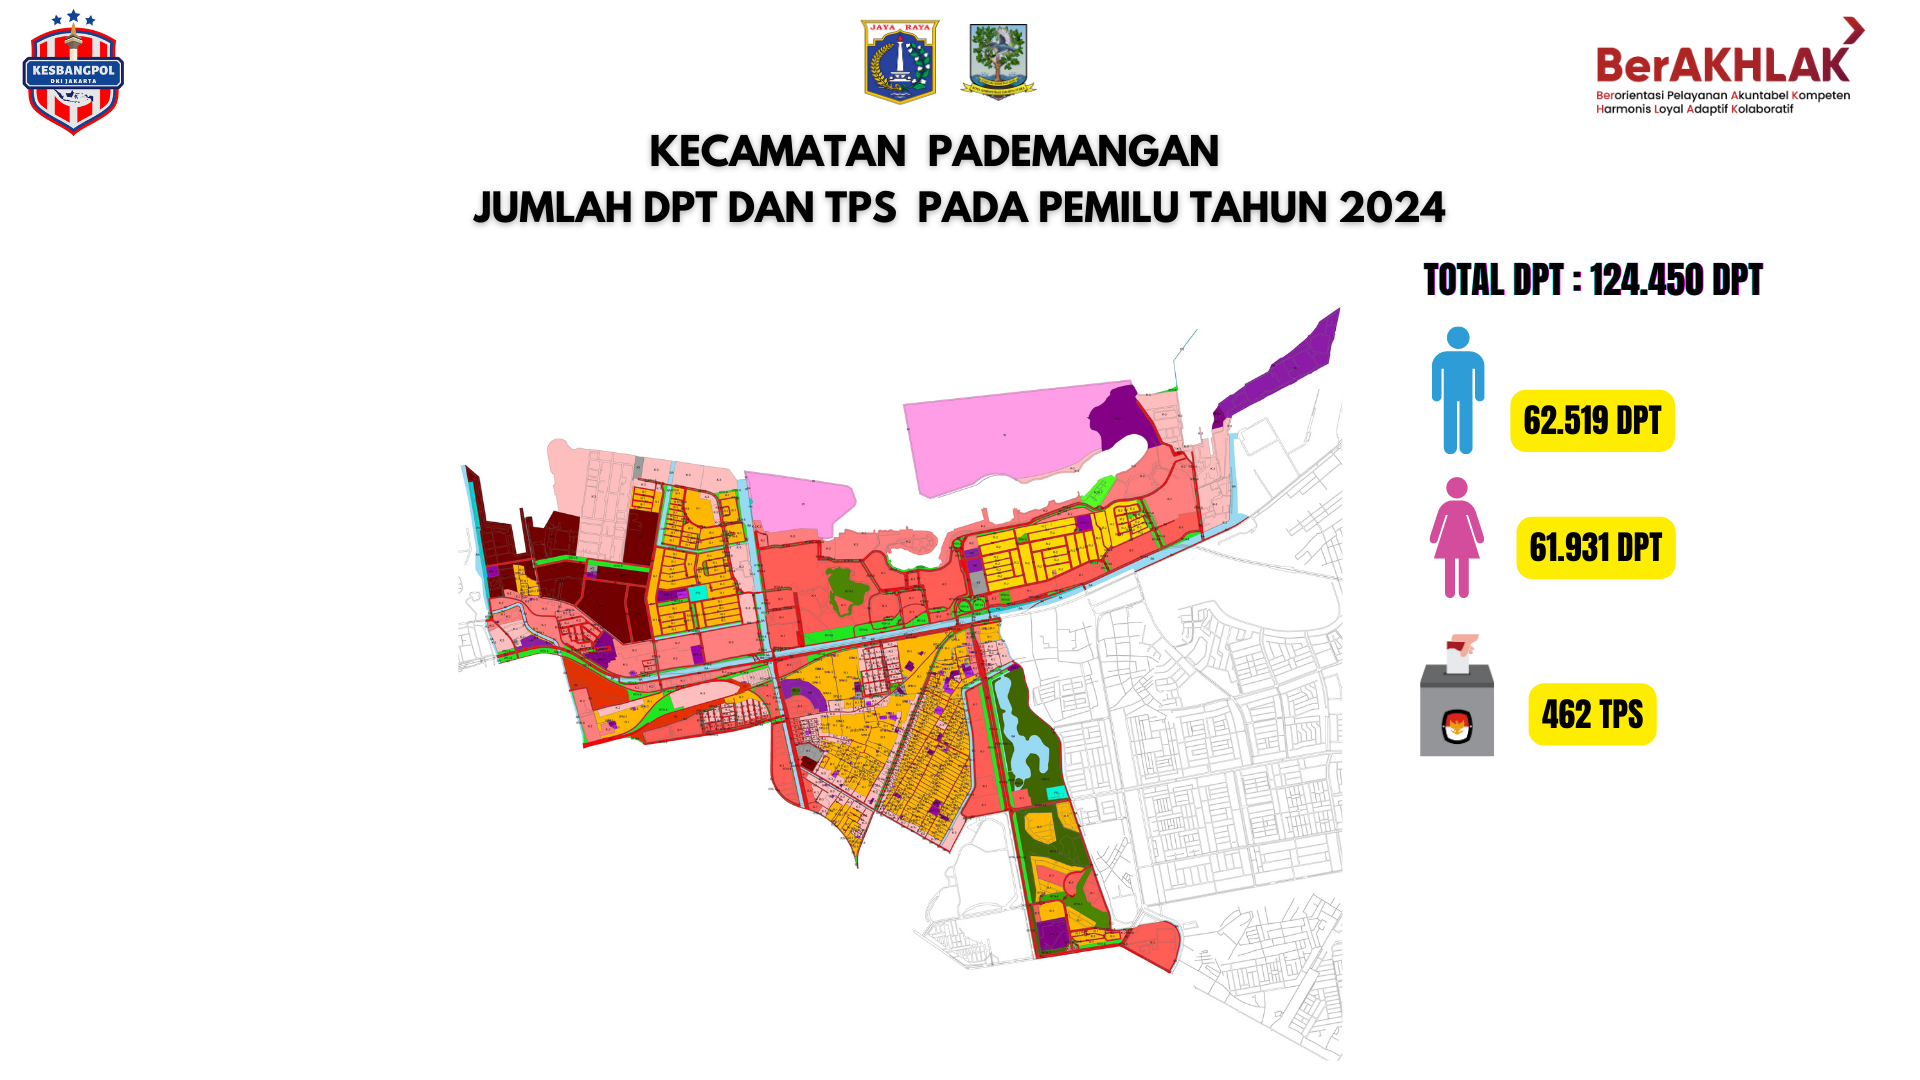 KESBANGPOL
DKI JAKARTA
JAYA RAYA
BerAKHLAK
Berorientasi Pelayanan Akuntabel Kompeten
Harmonis Loyal Adaptif Kolaboratif
KECAMATAN PADEMANGAN
JUMLAH DPT DAN TPS PADA PEMILU TAHUN 2024
TOTAL DPT : 124.450 DPT
62.519 DPT
61.931 DPT
462 TPS